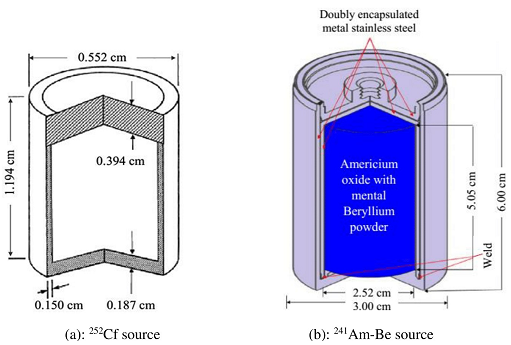 0.552 cm
1.194 cm
0.394 cm
0.150 cm
0.187 cm
(a): ²⁵²Cf source
Doubly encapsulated
metal stainless steel
Americium
oxide with
mental
Beryllium
powder
5.05 cm
6.00 cm
Weld
2.52 cm
3.00 cm
(b): ²⁴¹Am-Be source